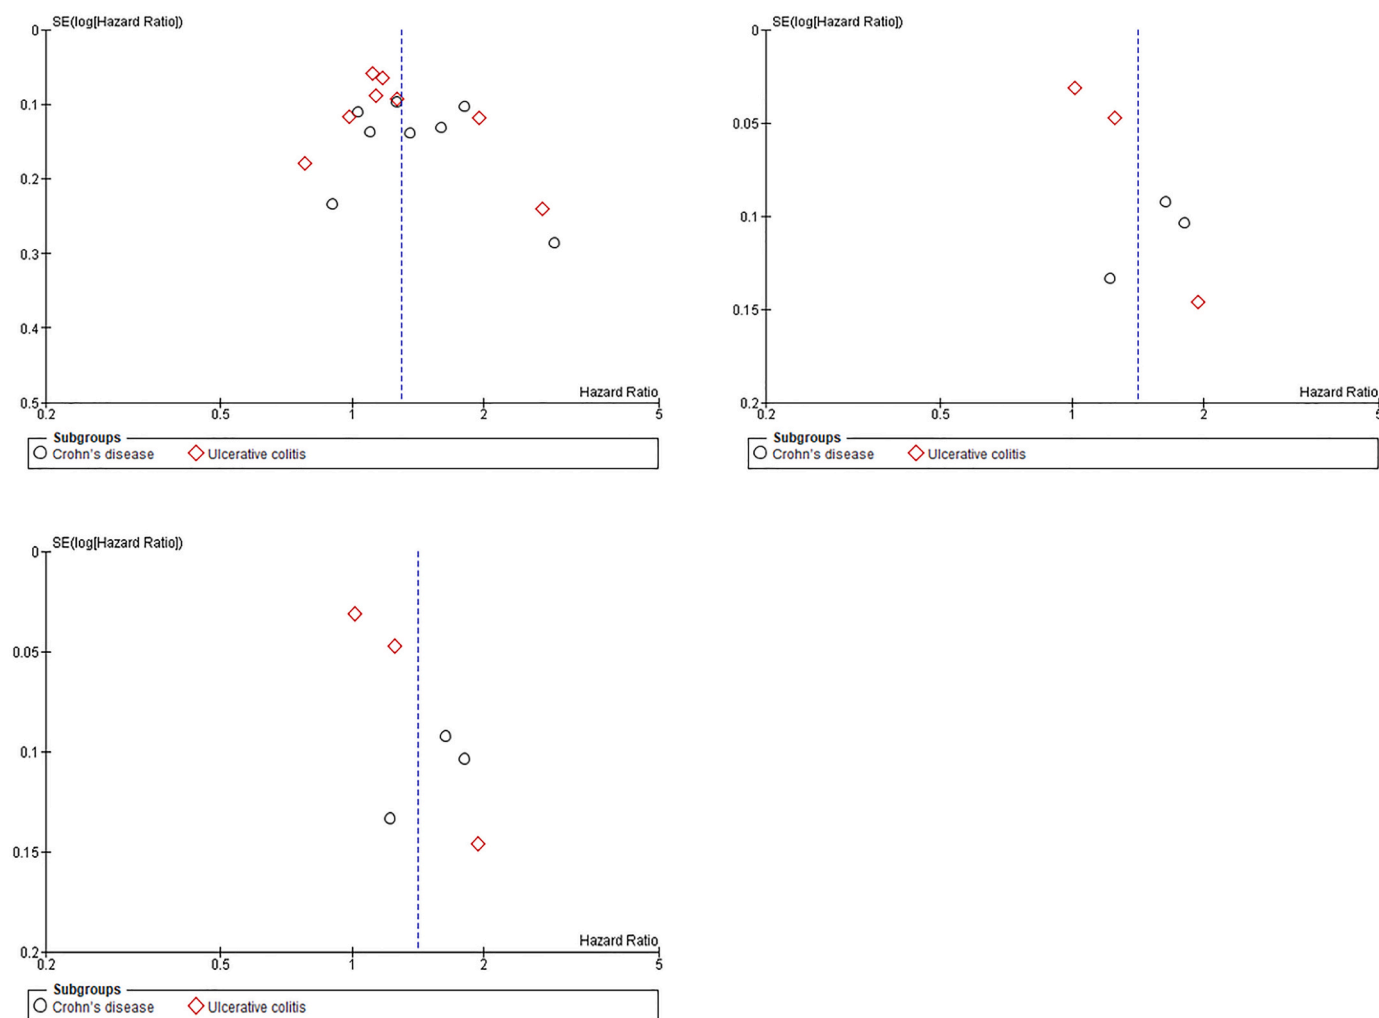 SE(log[Hazard Ratio])
0
0.1
0.2
0.3
0.4
0.5
Hazard Ratio
0.2 0.5 1 2 5
Subgroups
Crohn's disease Ulcerative colitis
SE(log[Hazard Ratio])
0
0.05
0.1
0.15
0.2
Hazard Ratio
0.2 0.5 1 2 5
Subgroups
Crohn's disease Ulcerative colitis
SE(log[Hazard Ratio])
0
0.05
0.1
0.15
0.2
Hazard Ratio
0.2 0.5 1 2 5
Subgroups
Crohn's disease Ulcerative colitis